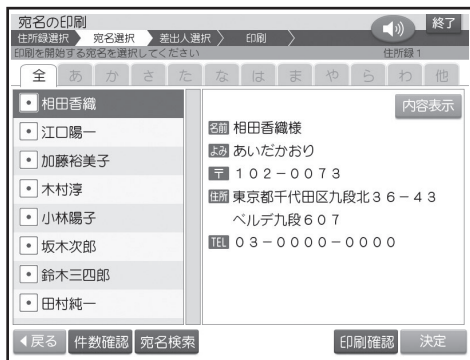 宛名の印刷
終了
住所録選択 宛名選択 差出人選択 印刷
印刷を開始する宛名を選択してください 住所録1
全 あ か さ た な は ま や ら わ 他
相田香織
江口陽一
加藤裕美子
木村淳
小林陽子
坂木次郎
鈴木三四郎
田村純一
内容表示
名前 相田香織様
よみ あいだかおり
〒 102-0073
住所 東京都千代田区九段北36-43
ベルデ九段607
TEL 03-0000-0000
戻る 件数確認 宛名検索 印刷確認 決定